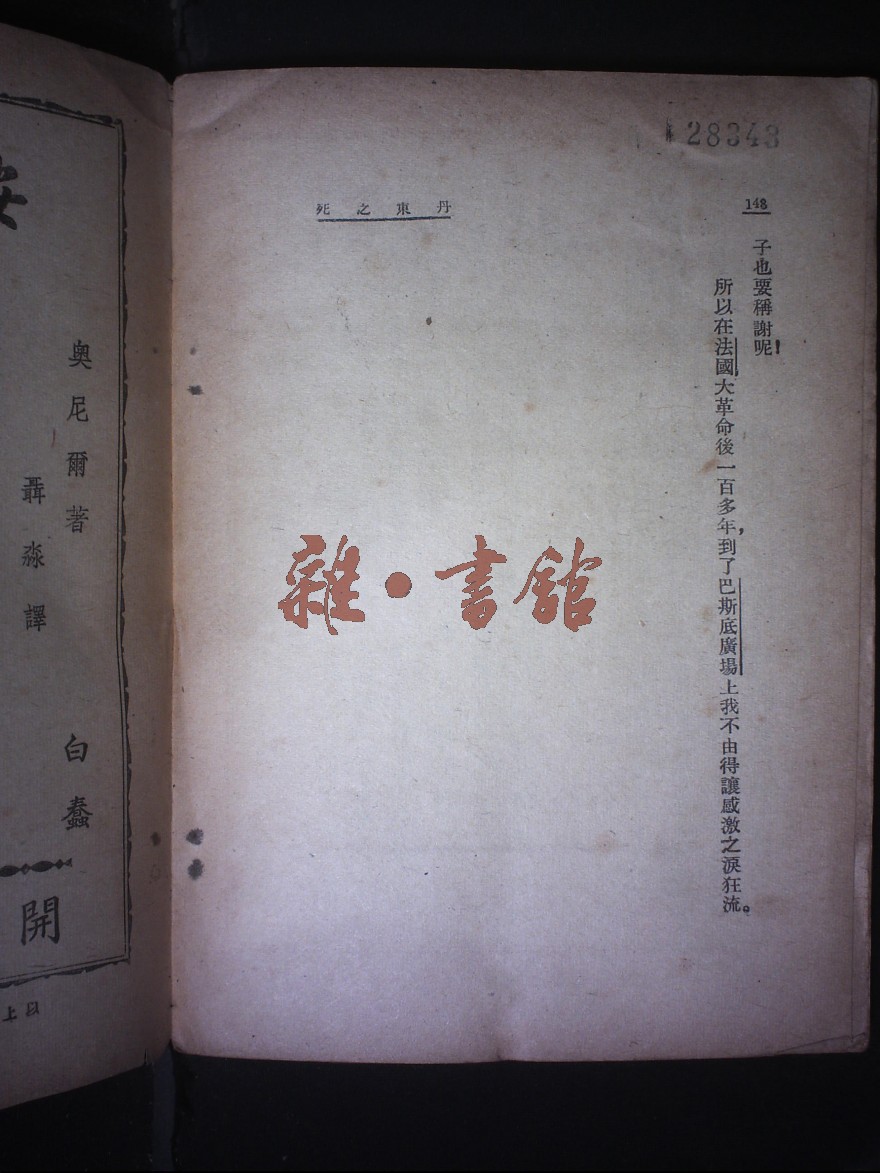 28343
148
丹東之死
子也要稱謝呢！
所以在法國大革命後一百多年，到了巴斯底廣場上我不由得讓感激之淚狂流。
雜・書館
白蠢
奧尼爾著
聶淼譯
開
以上